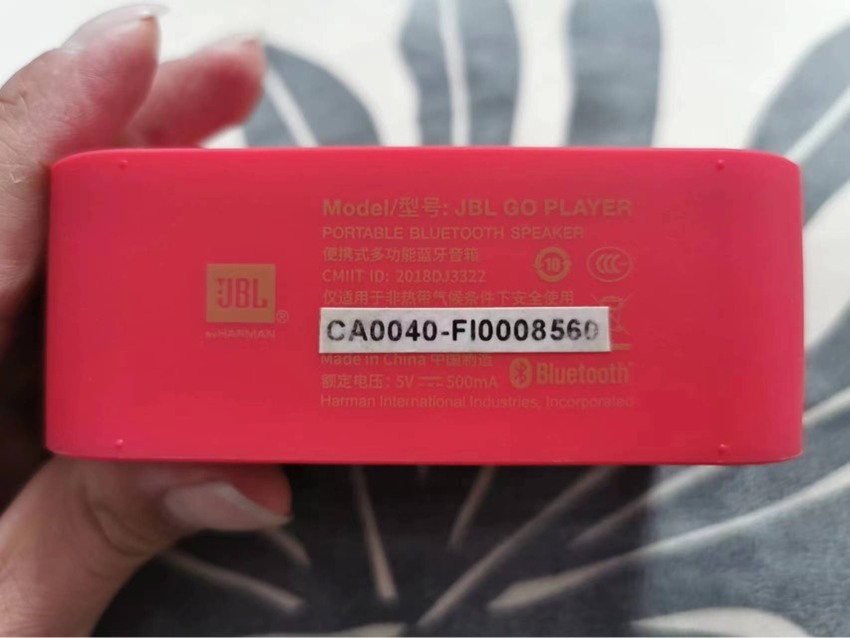 JBL®
by HARMAN
Model/型号: JBL GO PLAYER
PORTABLE BLUETOOTH SPEAKER
便携式多功能蓝牙音箱
CMIIT ID: 2018DJ3322
10
CCC
仅适用于非热带气候条件下安全使用
CA0040-FI0008560
Made in China 中国制造
额定电压: 5V 500mA Bluetooth®
Harman International Industries, Incorporated